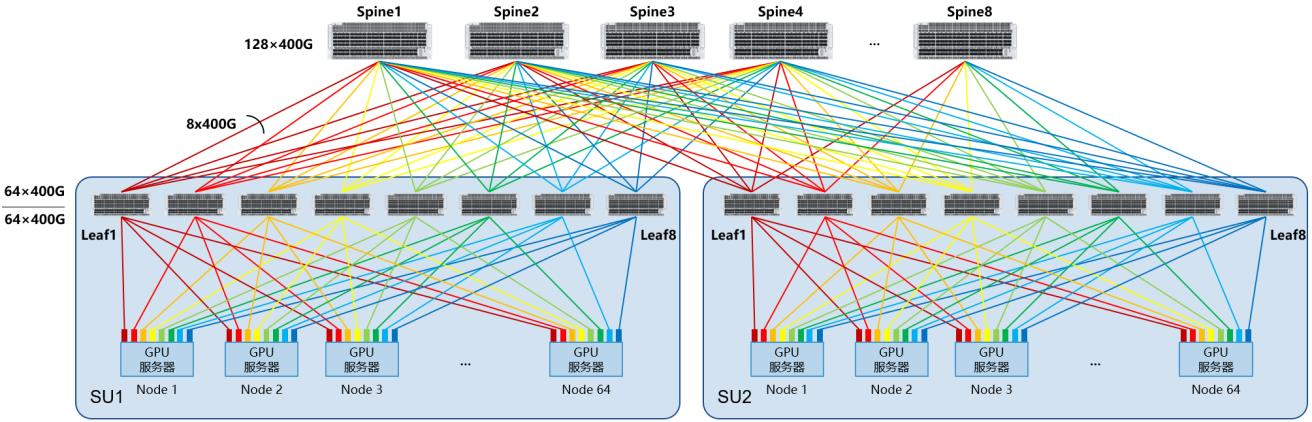 Spine1
Spine2
Spine3
Spine4
Spine8
128×400G
...
8x400G
64×400G
64×400G
Leaf1
Leaf8
Leaf1
Leaf8
GPU
服务器
GPU
服务器
GPU
服务器
...
GPU
服务器
Node 1
Node 2
Node 3
Node 64
SU1
GPU
服务器
GPU
服务器
GPU
服务器
...
GPU
服务器
Node 1
Node 2
Node 3
Node 64
SU2